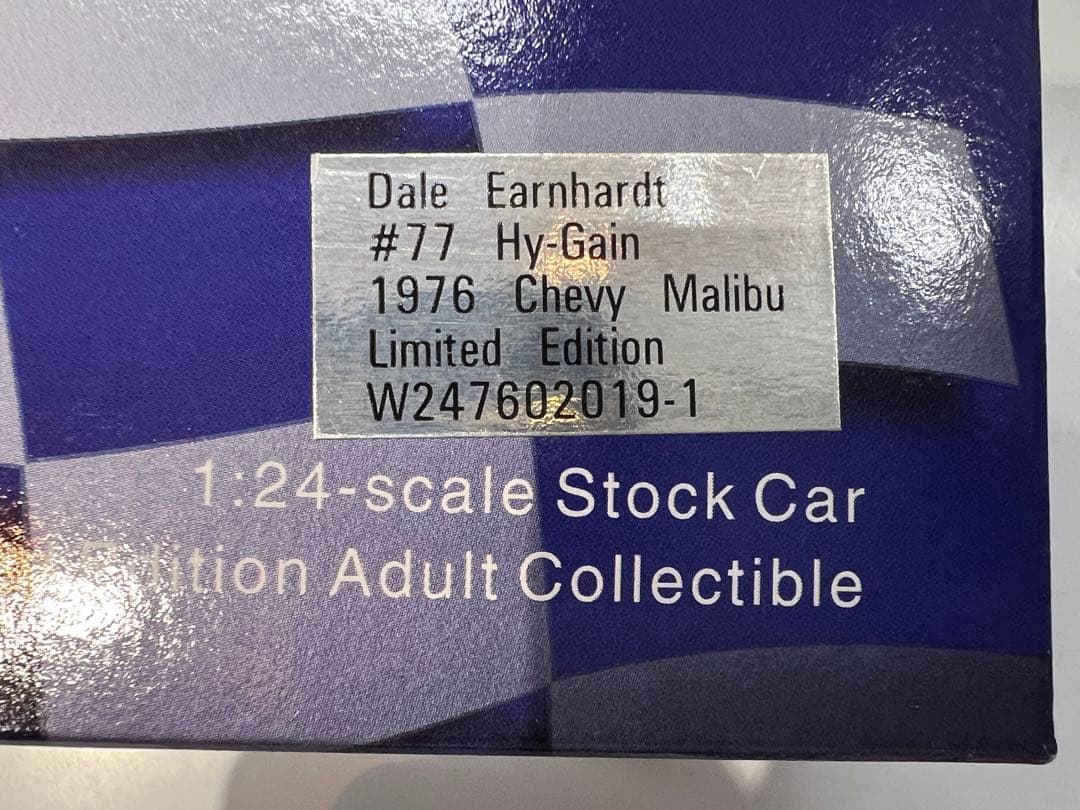 Dale Earnhardt
#77 Hy-Gain
1976 Chevy Malibu
Limited Edition
W247602019-1
1:24-scale Stock Car
Edition Adult Collectible